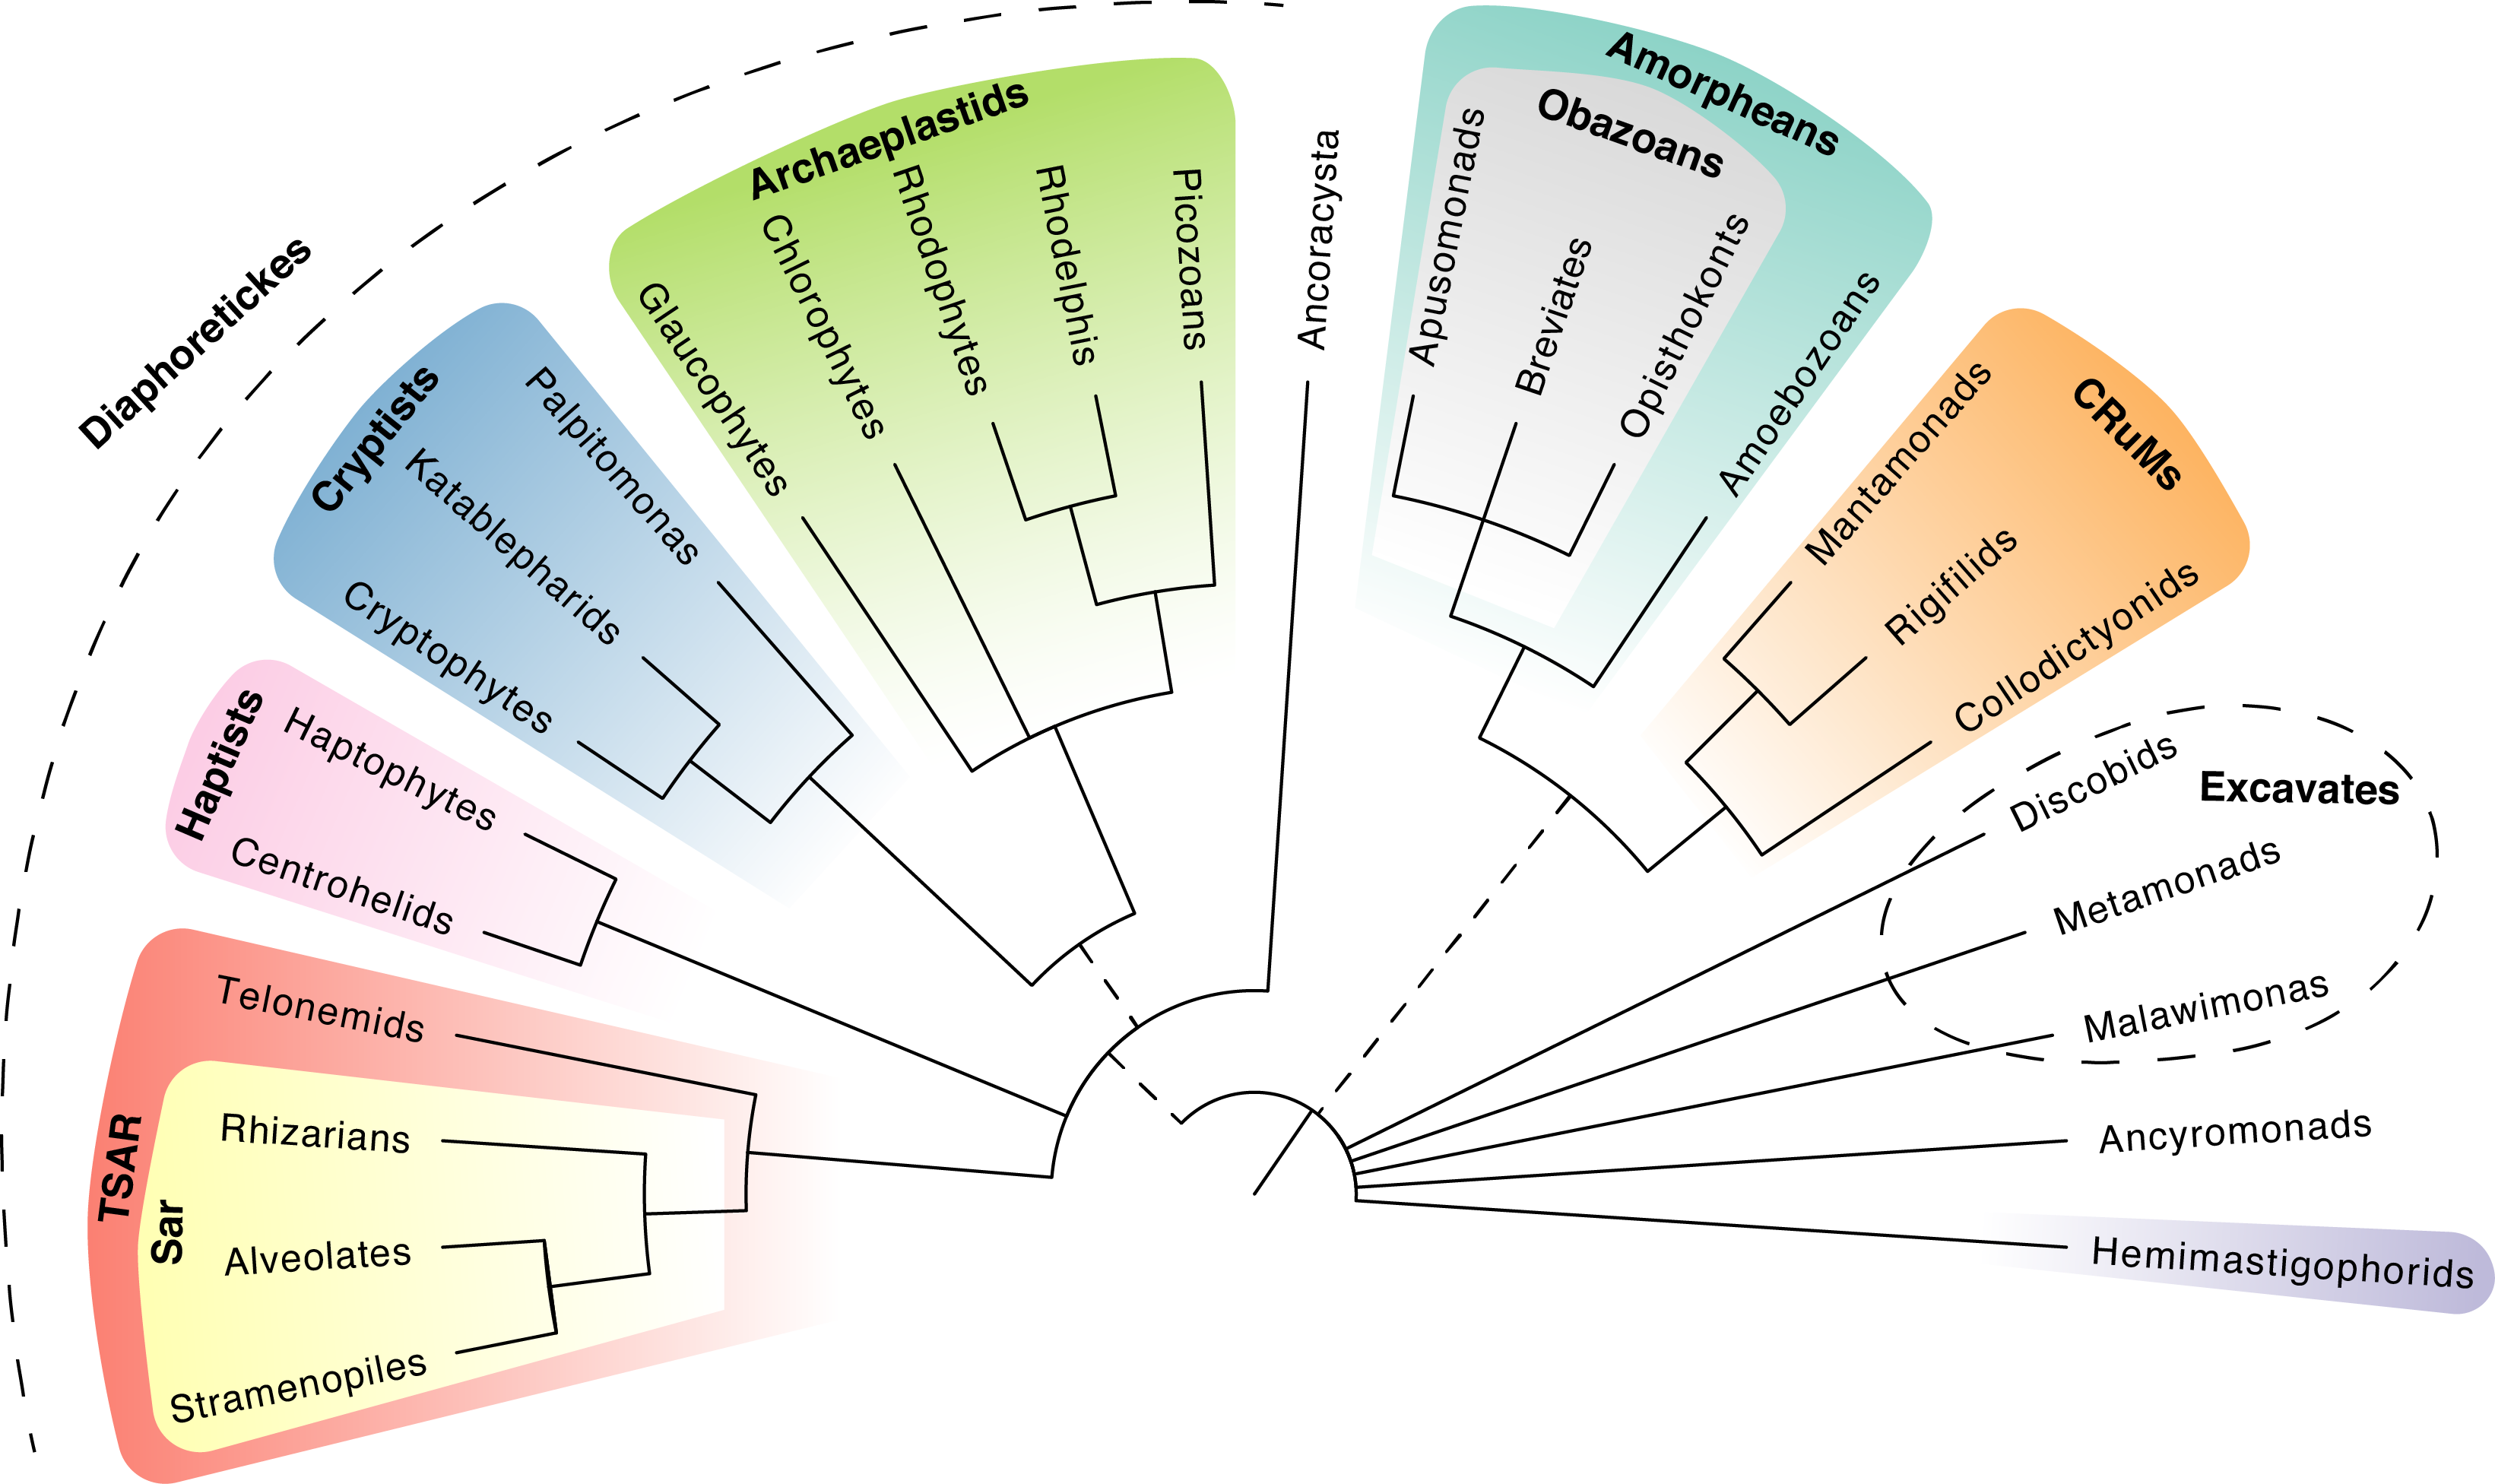 Diaphoretickes
TSAR
Sar
Stramenopiles
Alveolates
Rhizarians
Telonemids
Haptists
Centrohelids
Haptophytes
Cryptists
Cryptophytes
Katablepharids
Palpitomonas
Archaeplastids
Glaucophytes
Chlorophytes
Rhodophytes
Rhodelphis
Picozoans
Ancoracysta
Amorpheans
Obazoans
Apusomonads
Breviates
Opisthokonts
Amoebozoans
CRuMs
Mantamonads
Rigifilids
Collodictyonids
Excavates
Discobids
Metamonads
Malawimonas
Ancyromonads
Hemimastigophorids